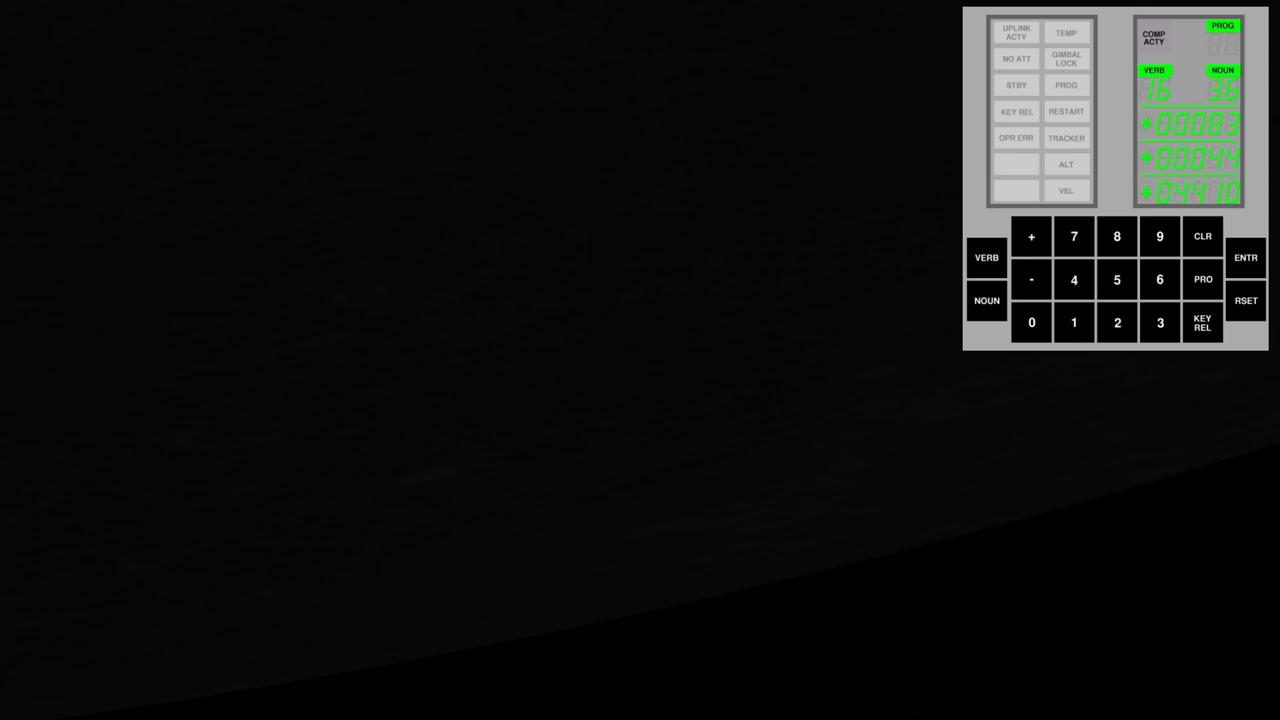 UPLINK ACTY
TEMP
NO ATT
GIMBAL LOCK
STBY
PROG
KEY REL
RESTART
OPR ERR
TRACKER
ALT
VEL
COMP ACTY
PROG
VERB
NOUN
16
36
+00083
+00044
+04410
VERB
NOUN
+
7
8
9
CLR
-
4
5
6
PRO
0
1
2
3
KEY REL
ENTR
RSET